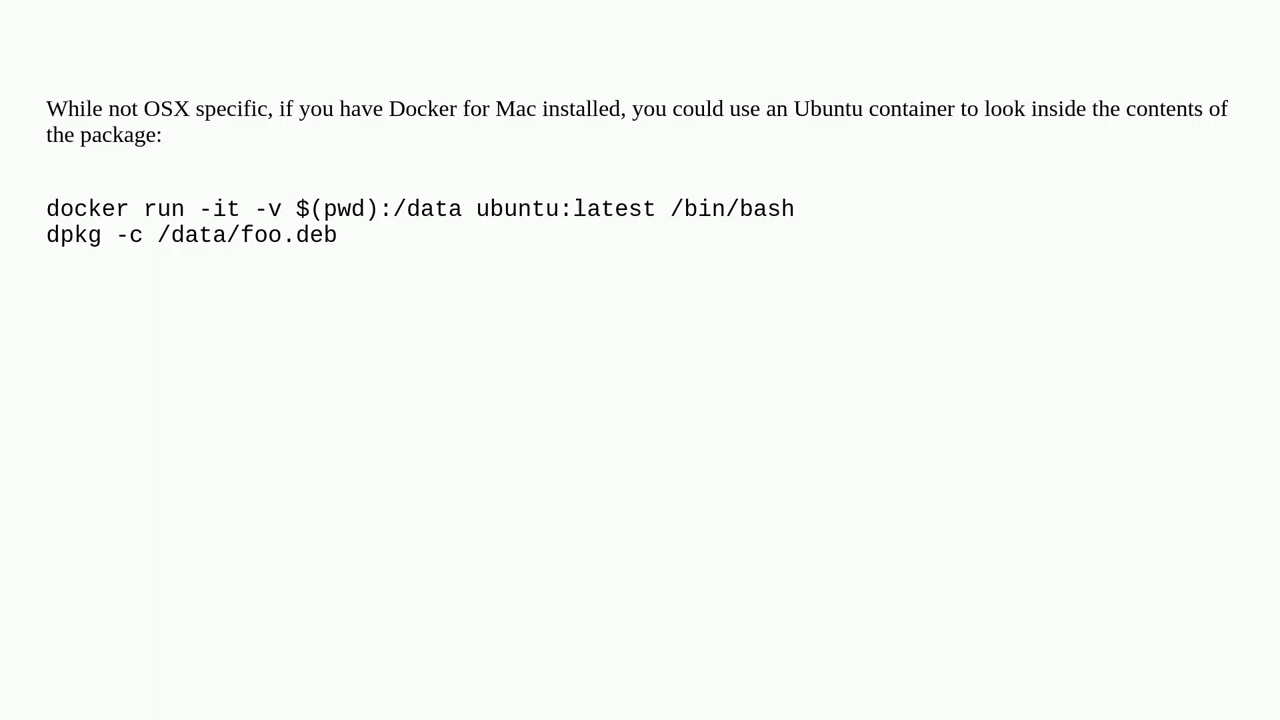 While not OSX specific, if you have Docker for Mac installed, you could use an Ubuntu container to look inside the contents of
the package:
docker run -it -v $(pwd):/data ubuntu:latest /bin/bash
dpkg -c /data/foo.deb